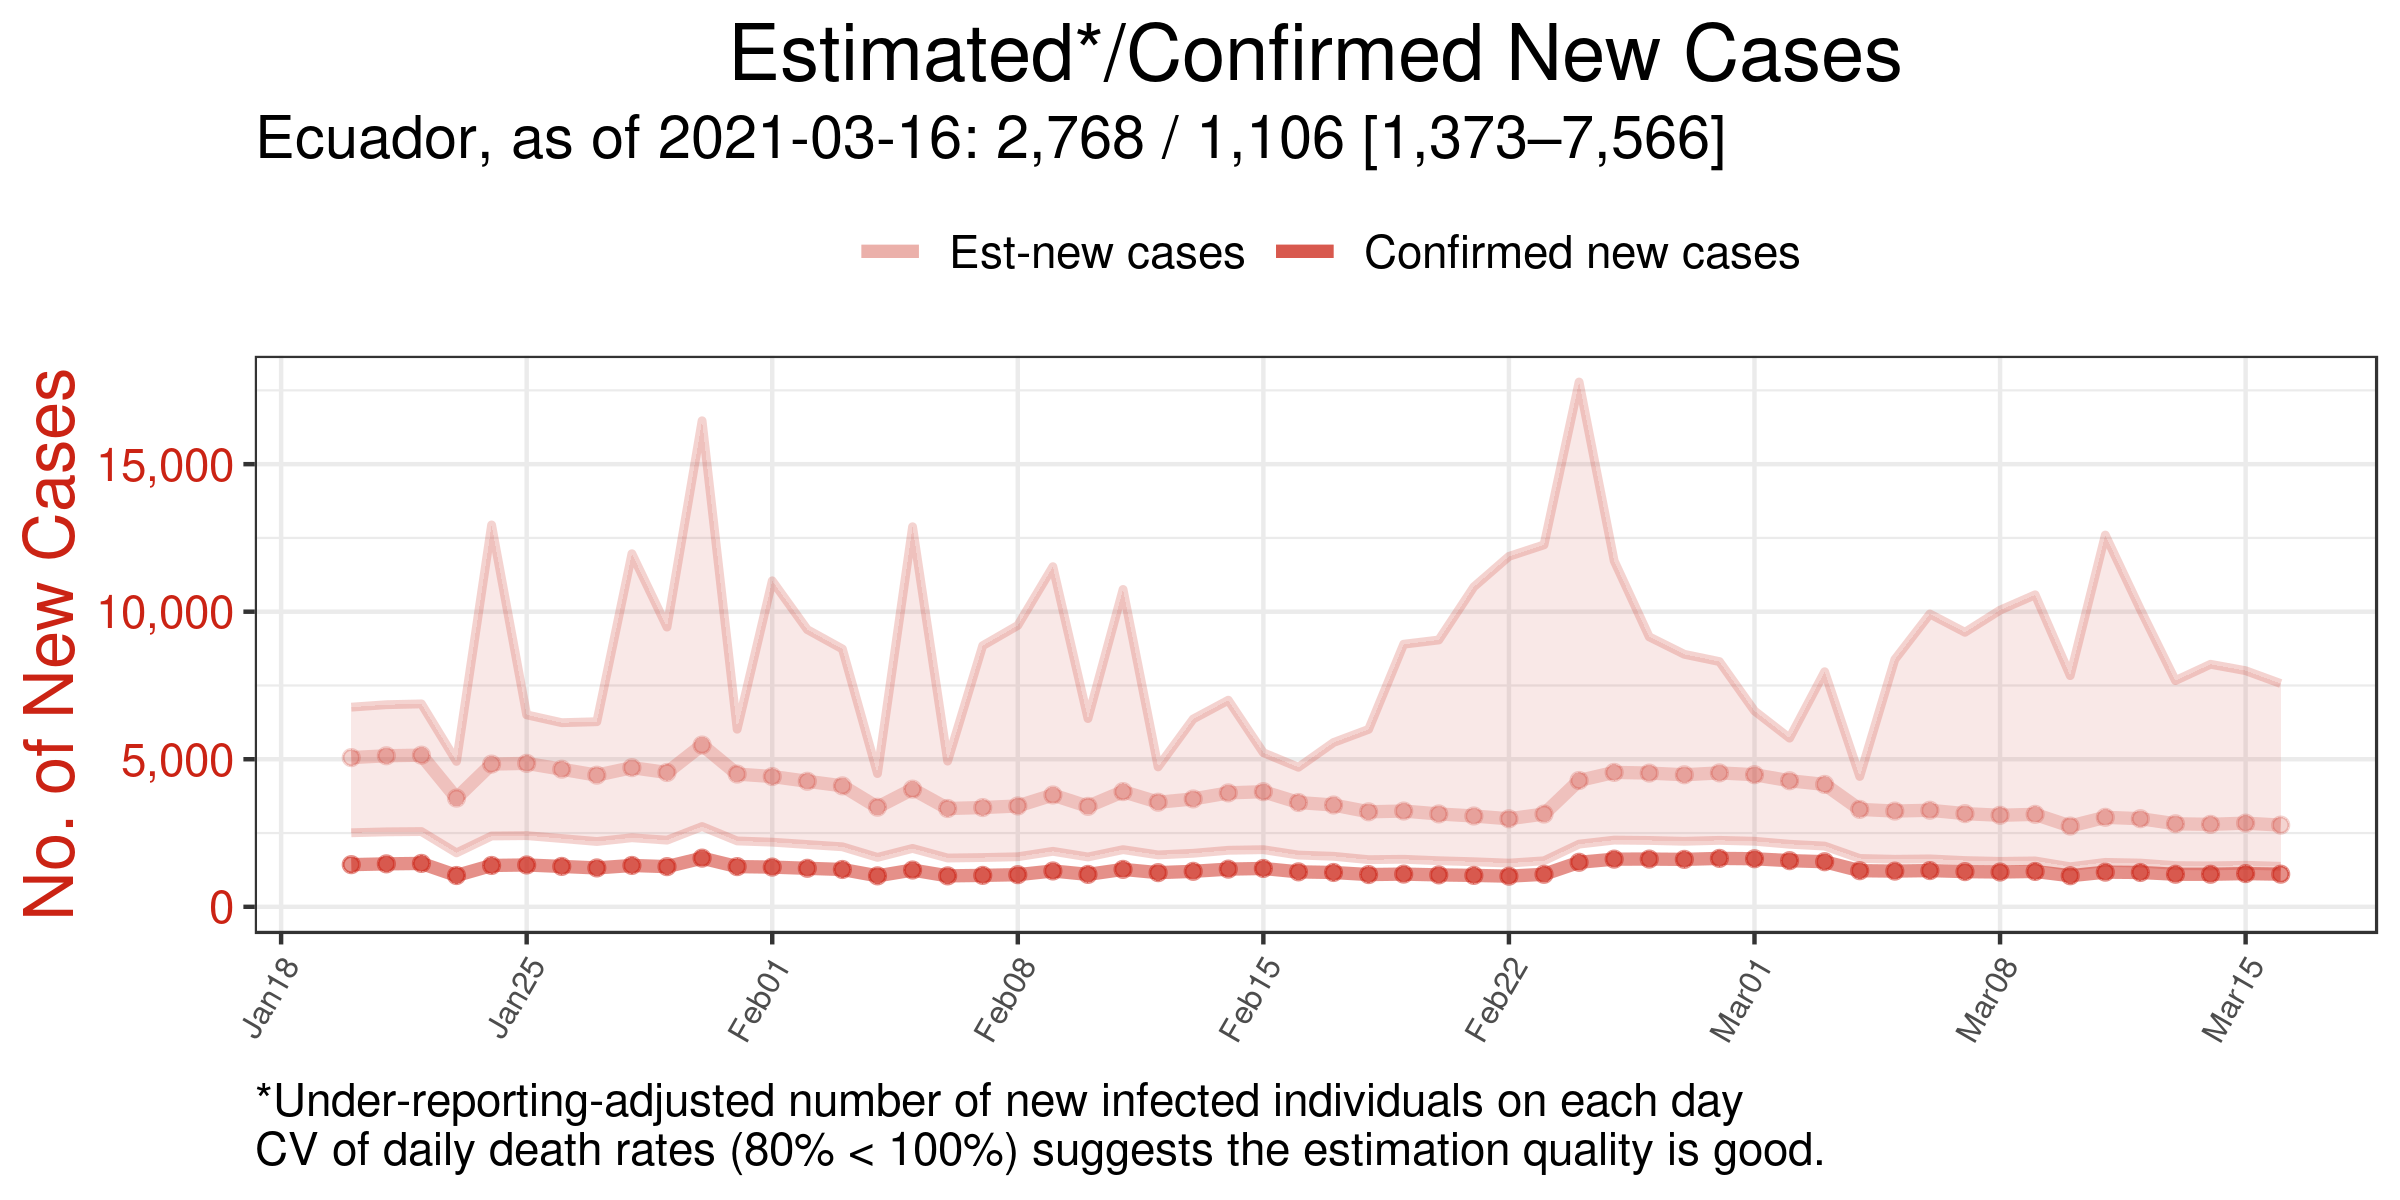 Estimated*/Confirmed New Cases
Ecuador, as of 2021-03-16: 2,768 / 1,106 [1,373–7,566]
Est-new cases Confirmed new cases
No. of New Cases
15,000
10,000
5,000
0
Jan18 Jan25 Feb01 Feb08 Feb15 Feb22 Mar01 Mar08 Mar15
*Under-reporting-adjusted number of new infected individuals on each day
CV of daily death rates (80% < 100%) suggests the estimation quality is good.